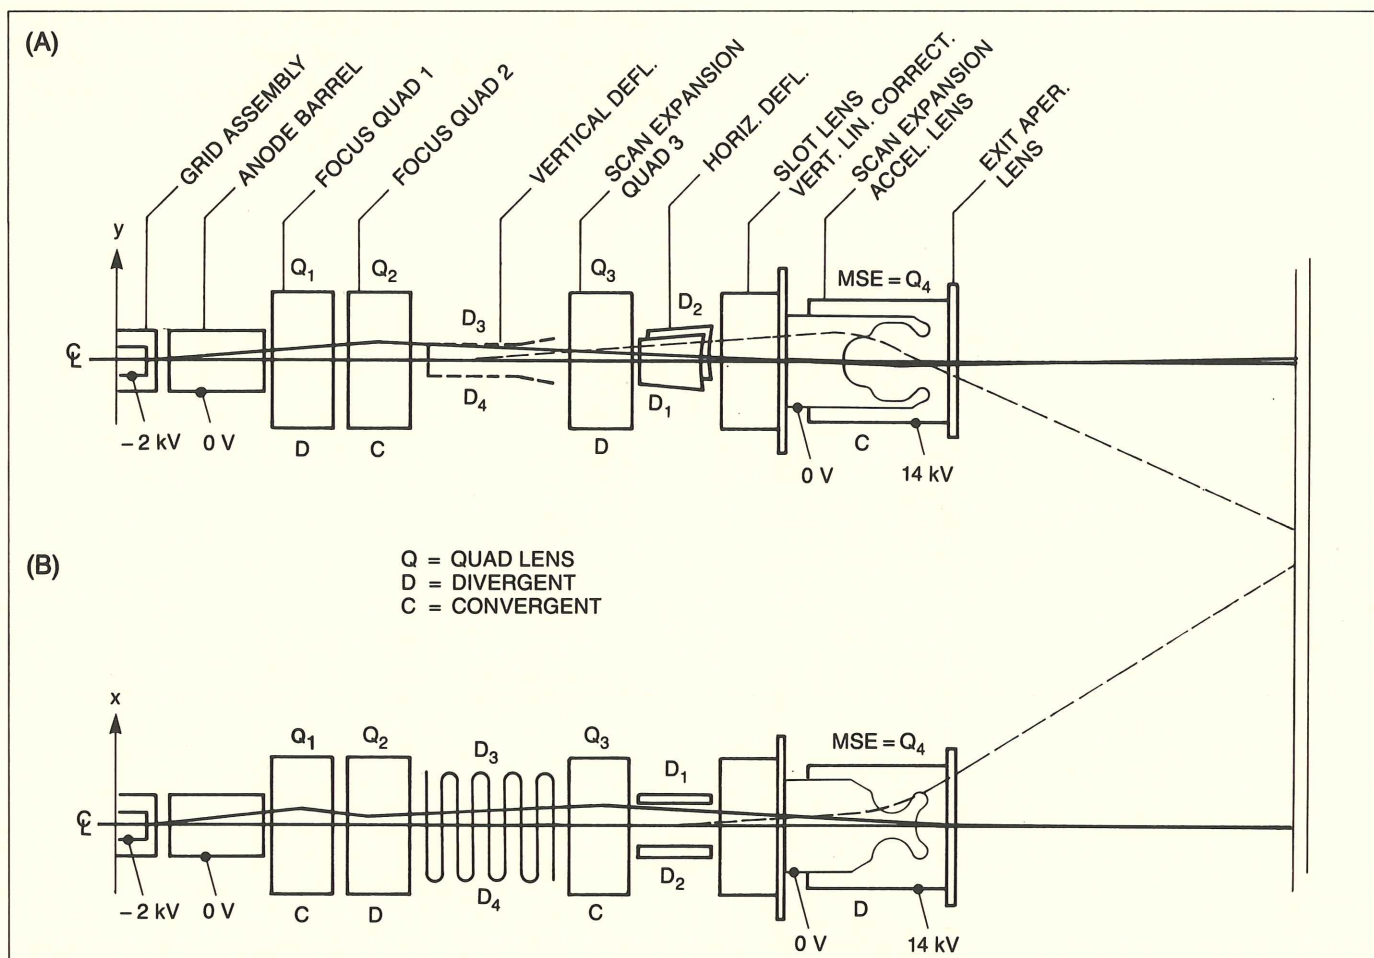 (A)
GRID ASSEMBLY
ANODE BARREL
FOCUS QUAD 1
FOCUS QUAD 2
VERTICAL DEFL.
SCAN EXPANSION
QUAD 3
HORIZ. DEFL.
SLOT LENS
VERT. LIN. CORRECT.
SCAN EXPANSION
ACCEL. LENS
EXIT APER.
LENS
y
Q1
Q2
Q3
MSE = Q4
D3
D2
CL
D4
D1
– 2 kV
0 V
D
C
D
C
0 V
14 kV
(B)
Q = QUAD LENS
D = DIVERGENT
C = CONVERGENT
x
Q1
Q2
D3
Q3
D1
MSE = Q4
CL
D4
D2
– 2 kV
0 V
C
D
C
D
0 V
14 kV